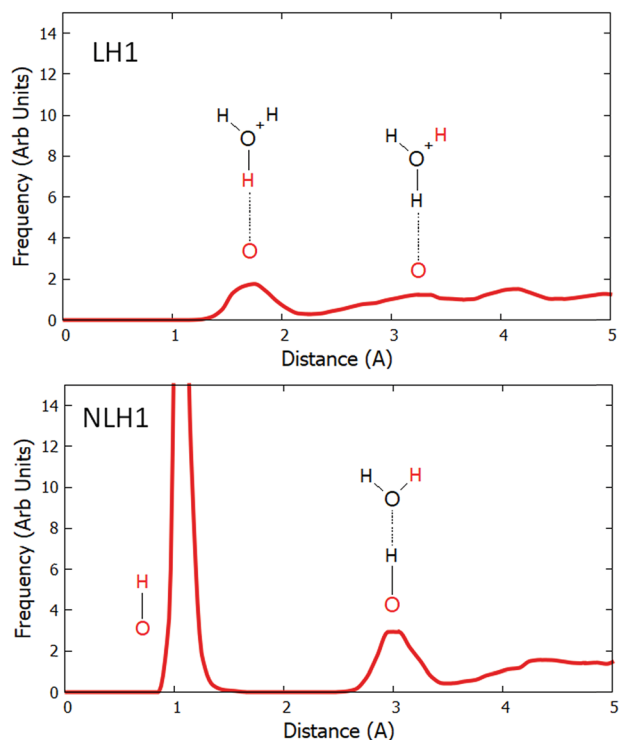 LH1
Frequency (Arb Units)
14
12
10
8
6
4
2
0
H H
+
O
H
O
H H
+
O
H
O
0 1 2 3 4 5
Distance (A)
NLH1
Frequency (Arb Units)
14
12
10
8
6
4
2
0
H
O
H H
O
H
O
0 1 2 3 4 5
Distance (A)